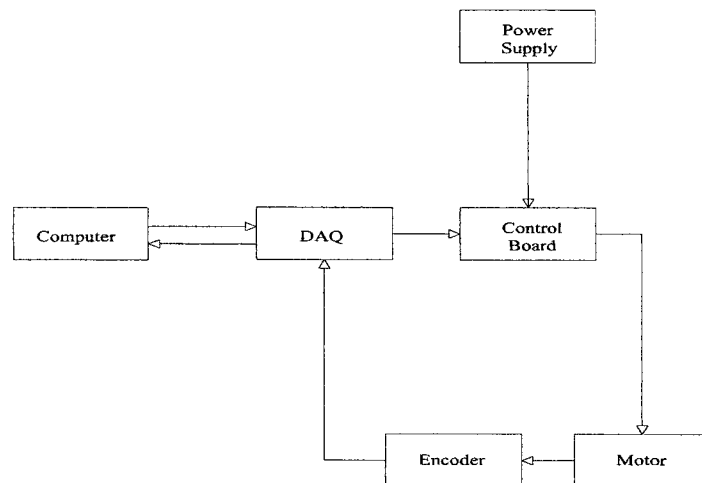 Power
Supply
Computer
DAQ
Control
Board
Encoder
Motor